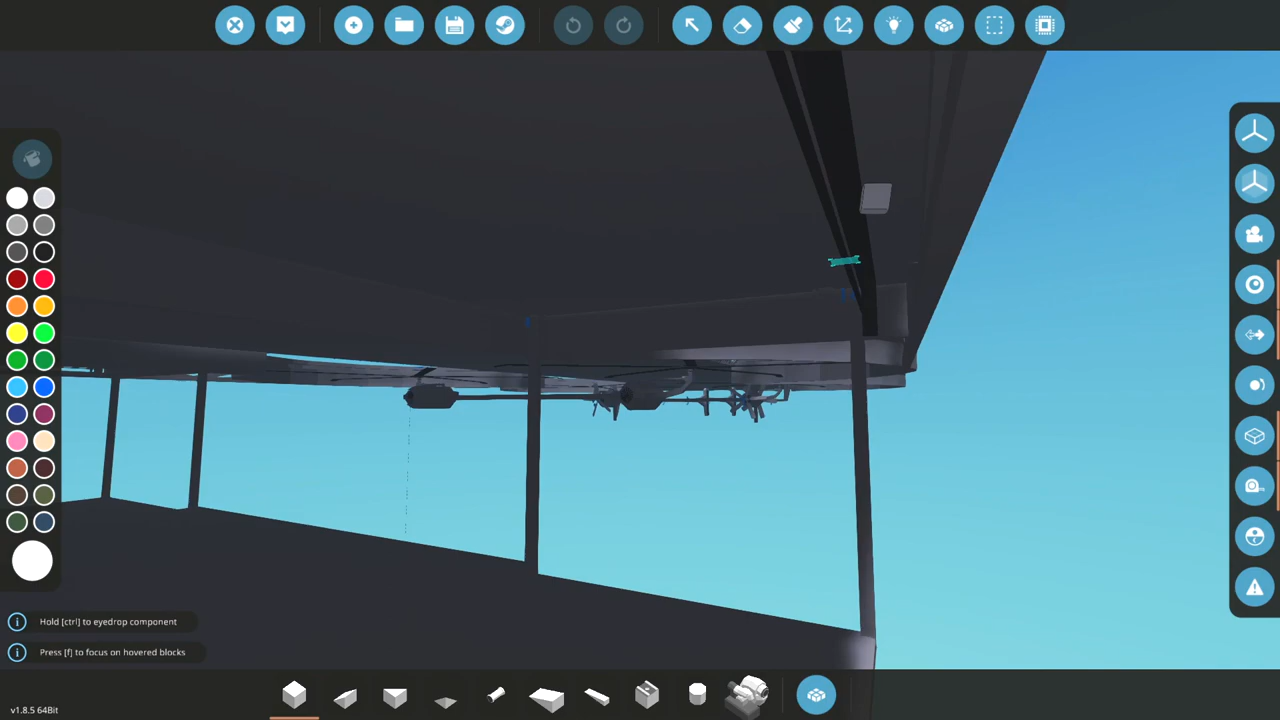 Hold [ctrl] to eyedrop component
Press [f] to focus on hovered blocks
v1.8.5 64Bit